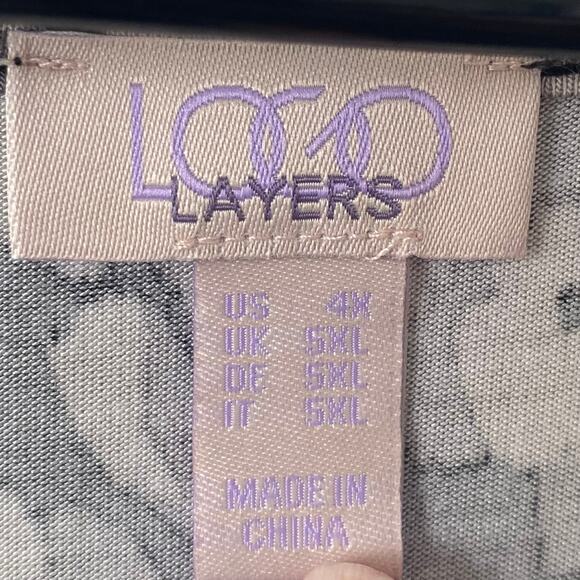 LOGO
LAYERS
US 4X
UK 5XL
DE 5XL
IT 5XL
MADE IN
CHINA